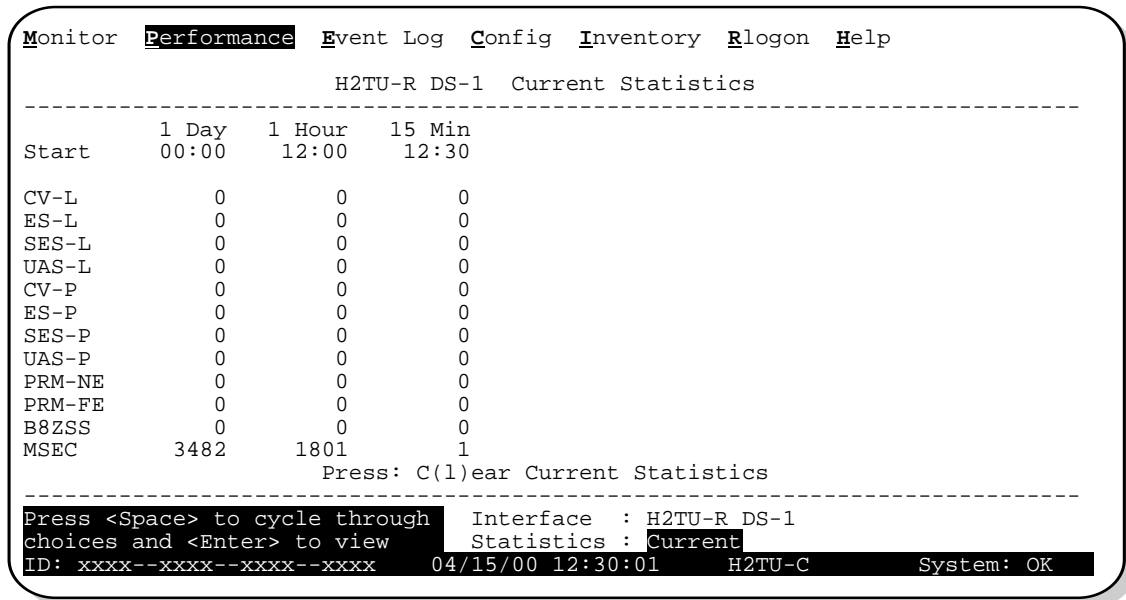 Monitor Performance Event Log Config Inventory Rlogon Help
H2TU-R DS-1 Current Statistics
--------------------------------------------------------------------------------
1 Day 1 Hour 15 Min
Start 00:00 12:00 12:30
CV-L 0 0 0
ES-L 0 0 0
SES-L 0 0 0
UAS-L 0 0 0
CV-P 0 0 0
ES-P 0 0 0
SES-P 0 0 0
UAS-P 0 0 0
PRM-NE 0 0 0
PRM-FE 0 0 0
B8ZSS 0 0 0
MSEC 3482 1801 1
Press: C(l)ear Current Statistics
--------------------------------------------------------------------------------
Press <Space> to cycle through Interface : H2TU-R DS-1
choices and <Enter> to view Statistics : Current
ID: xxxx--xxxx--xxxx--xxxx 04/15/00 12:30:01 H2TU-C System: OK